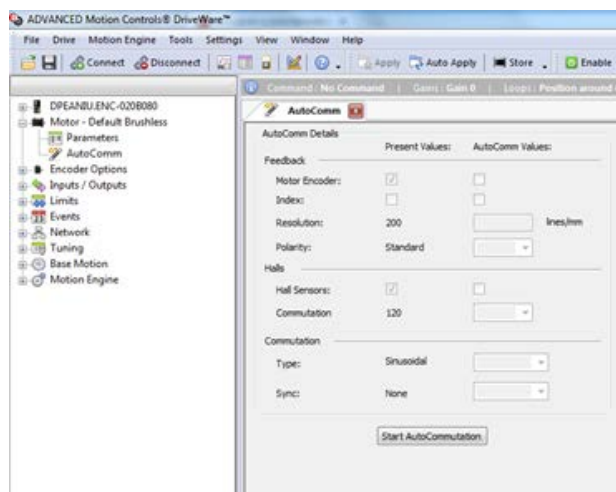 ADVANCED Motion Controls® DriveWare™
File Drive Motion Engine Tools Settings View Window Help
Connect Disconnect Apply Auto Apply Store Enable
Command : No Command | Gains : Gain 0 | Loops : Position around
AutoComm
DPEANIU.ENC-020B080
Motor - Default Brushless
Parameters
AutoComm
Encoder Options
Inputs / Outputs
Limits
Events
Network
Tuning
Base Motion
Motion Engine
AutoComm Details
Present Values: AutoComm Values:
Feedback
Motor Encoder:
Index:
Resolution: 200 lines/mm
Polarity: Standard
Halls
Hall Sensors:
Commutation 120
Commutation
Type: Sinusoidal
Sync: None
Start AutoCommutation